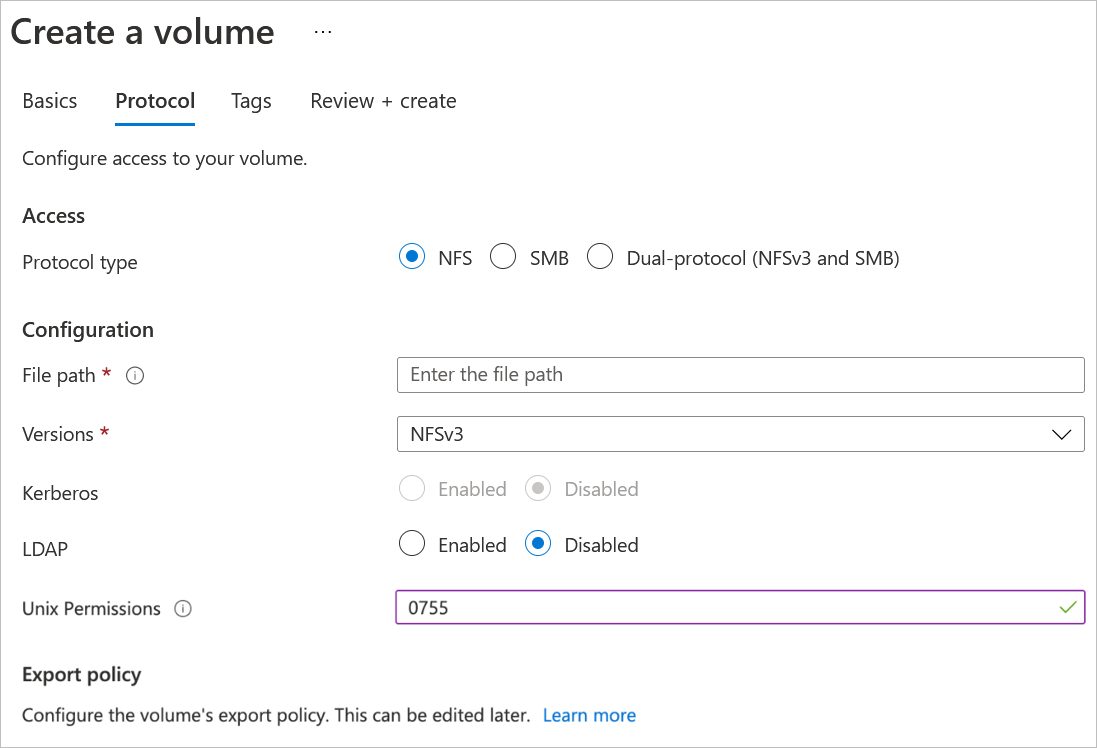 Create a volume ...
Basics Protocol Tags Review + create
Configure access to your volume.
Access
Protocol type NFS SMB Dual-protocol (NFSv3 and SMB)
Configuration
File path * Enter the file path
Versions * NFSv3
Kerberos Enabled Disabled
LDAP Enabled Disabled
Unix Permissions 0755
Export policy
Configure the volume's export policy. This can be edited later. Learn more